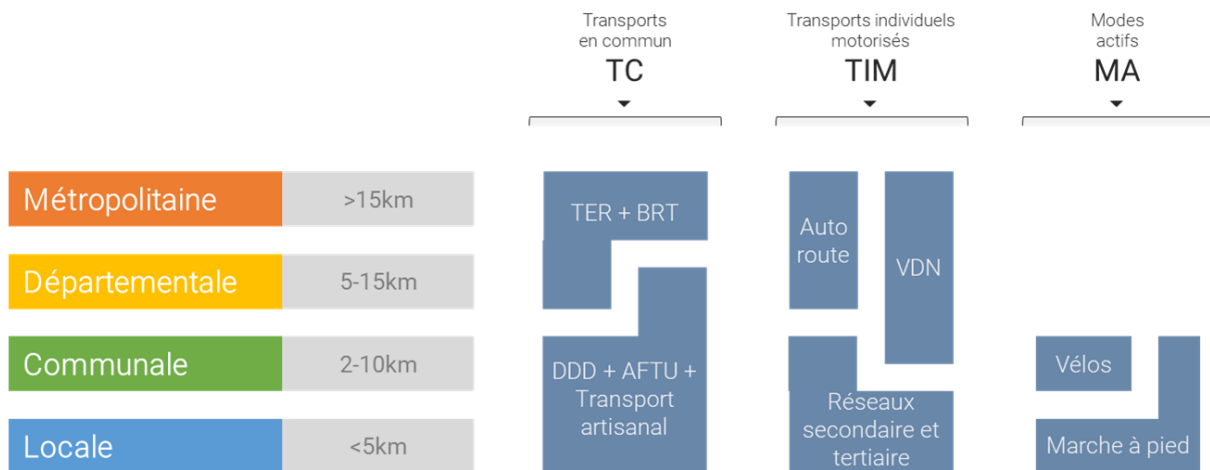 Transports
en commun
TC
Transports individuels
motorisés
TIM
Modes
actifs
MA
Métropolitaine
>15km
TER + BRT
Auto
route
VDN
Départementale
5-15km
Communale
2-10km
DDD + AFTU +
Transport
artisanal
Vélos
Locale
<5km
Réseaux
secondaire et
tertiaire
Marche à pied